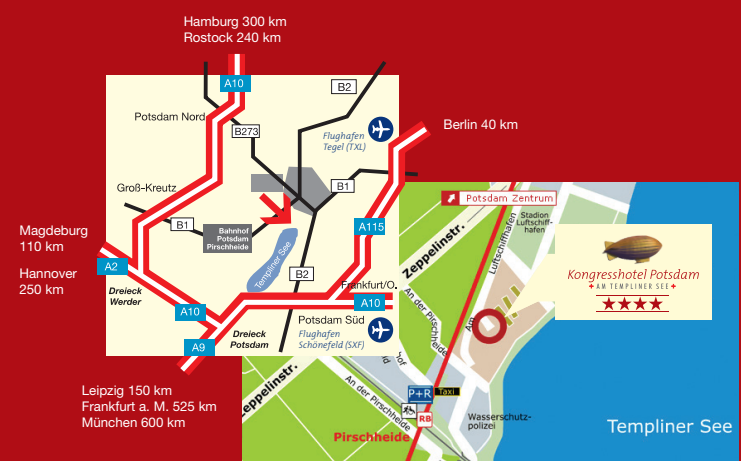 Hamburg 300 km
Rostock 240 km
A10
B2
Potsdam Nord
B273
Flughafen
Tegel (TXL)
Berlin 40 km
Groß-Kreutz
B1
B1
Bahnhof
Potsdam
Pirschheide
A115
Magdeburg
110 km
Hannover
250 km
A2
Dreieck
Werder
Templiner See
B2
Frankfurt/O.
A10
A10
Potsdam Süd
Dreieck
Potsdam
Flughafen
Schönefeld (SXF)
A9
Leipzig 150 km
Frankfurt a. M. 525 km
München 600 km
Potsdam Zentrum
Zeppelinstr.
Luftschiffhafen
Stadion
Luftschiff-
hafen
Kongresshotel Potsdam
AM TEMPLINER SEE
An der Pirschheide
Am
hof
Zeppelinstr.
An der Pirschheide
P+R
Taxi
RB
Wasserschutz-
polizei
Pirschheide
Templiner See